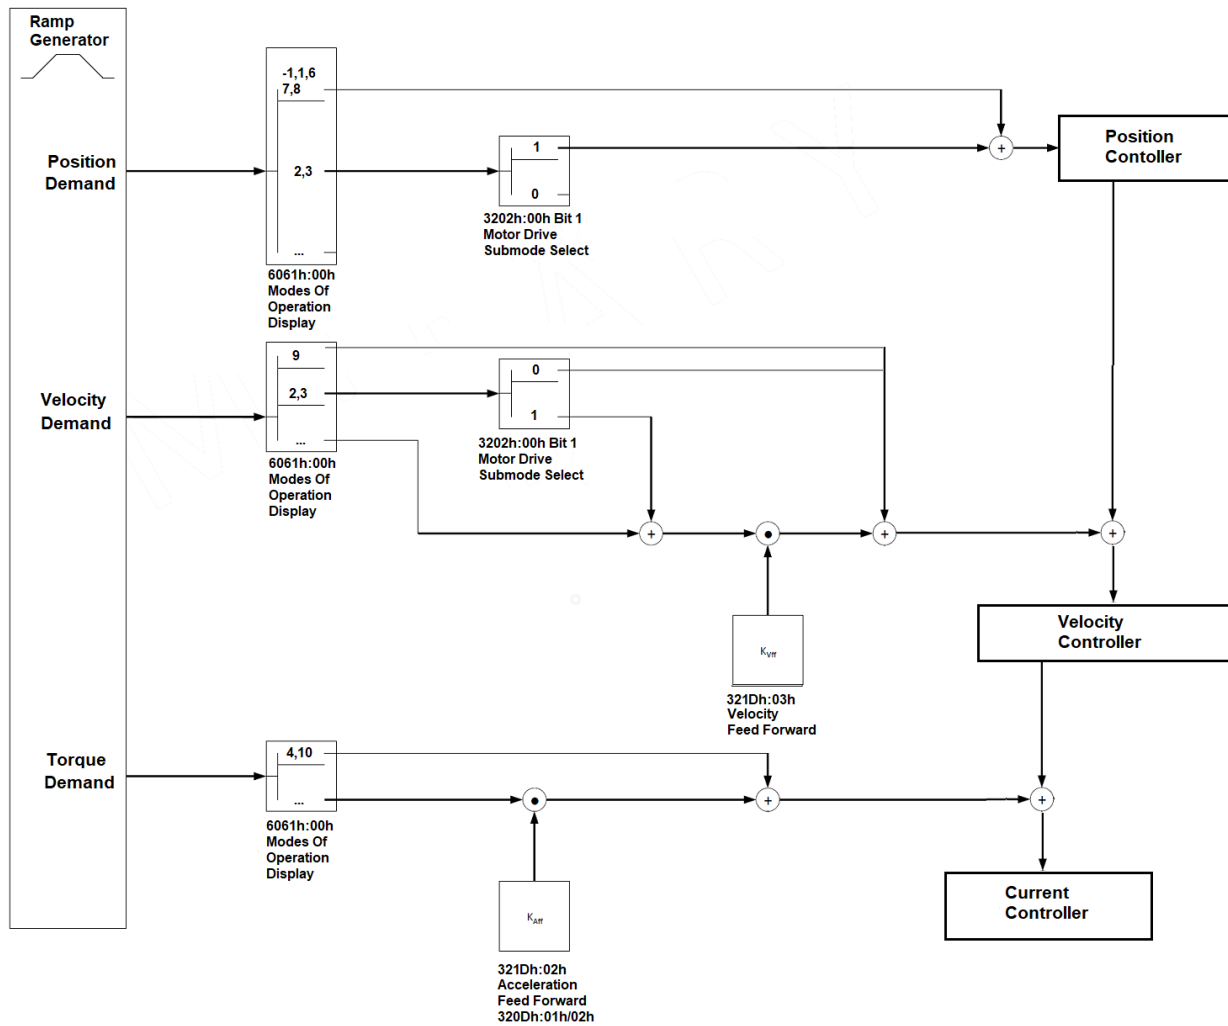 Ramp
Generator
-1,1,6
7,8
Position
Demand
2,3
...
6061h:00h
Modes Of
Operation
Display
1
0
3202h:00h Bit 1
Motor Drive
Submode Select
+
Position
Contoller
Velocity
Demand
9
2,3
...
6061h:00h
Modes Of
Operation
Display
0
1
3202h:00h Bit 1
Motor Drive
Submode Select
+
+
+
KVff
321Dh:03h
Velocity
Feed Forward
Velocity
Controller
Torque
Demand
4,10
...
6061h:00h
Modes Of
Operation
Display
+
+
KAff
321Dh:02h
Acceleration
Feed Forward
320Dh:01h/02h
Current
Controller